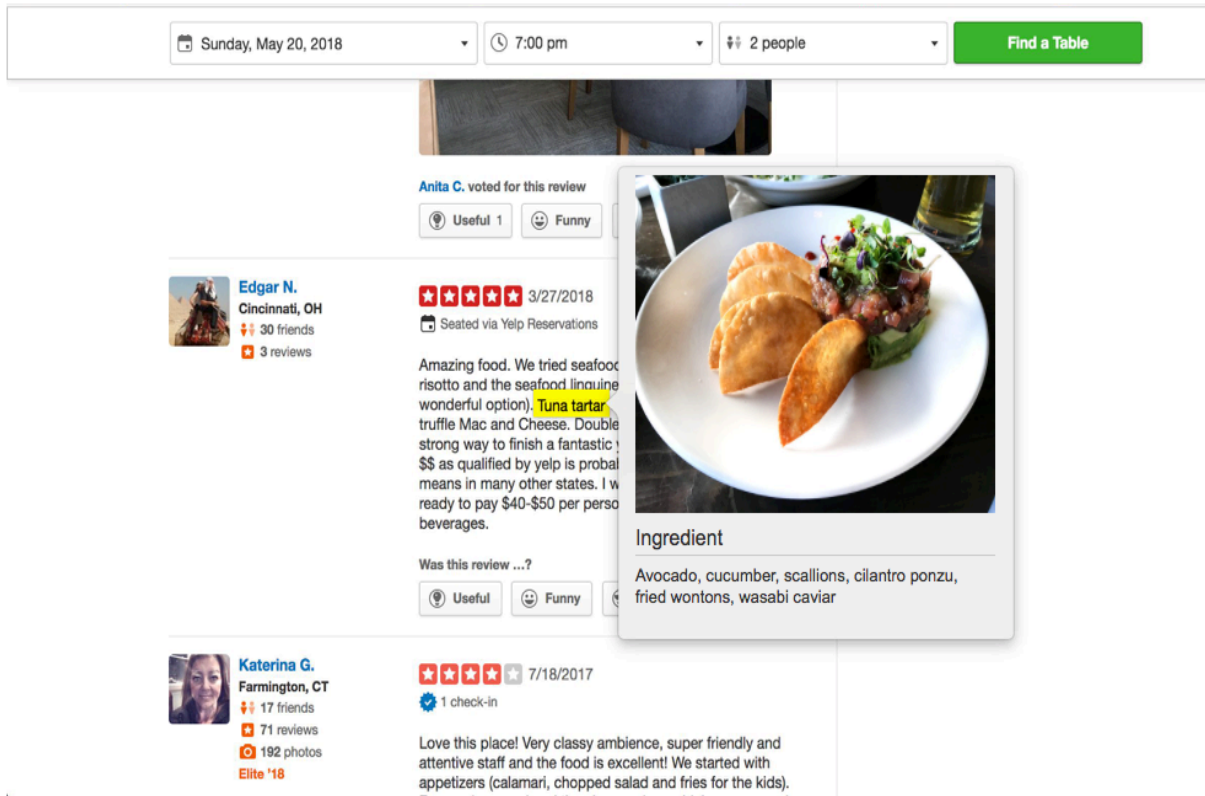 Sunday, May 20, 2018
7:00 pm
2 people
Find a Table
Anita C. voted for this review
Useful 1
Funny
Edgar N.
Cincinnati, OH
30 friends
3 reviews
3/27/2018
Seated via Yelp Reservations
Amazing food. We tried seafood
risotto and the seafood linguine
wonderful option). Tuna tartar
truffle Mac and Cheese. Double
strong way to finish a fantastic
$$ as qualified by yelp is
means in many other states. I
ready to pay $40-$50 per
beverages.
Was this review ...?
Useful
Funny
Ingredient
Avocado, cucumber, scallions, cilantro ponzu,
fried wontons, wasabi caviar
Katerina G.
Farmington, CT
17 friends
71 reviews
192 photos
Elite '18
7/18/2017
1 check-in
Love this place! Very classy ambience, super friendly and
attentive staff and the food is excellent! We started with
appetizers (calamari, chopped salad and fries for the kids).